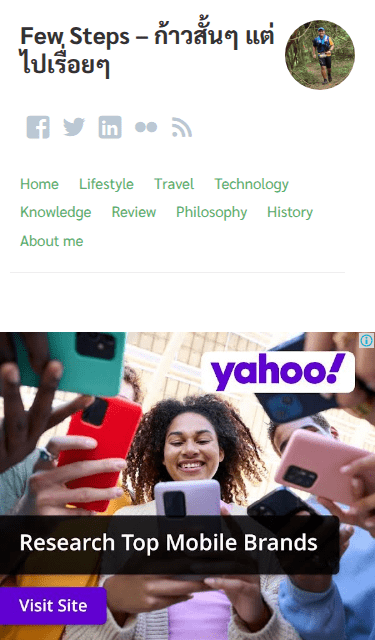 Few Steps – ก้าวสั้นๆ แต่
ไปเรื่อยๆ
Home Lifestyle Travel Technology
Knowledge Review Philosophy History
About me
yahoo!
Research Top Mobile Brands
Visit Site